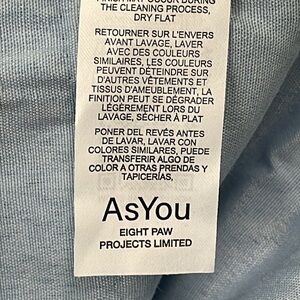 THE CLEANING PROCESS,
DRY FLAT
RETOURNER SUR L'ENVERS
AVANT LAVAGE, LAVER
AVEC DES COULEURS
SIMILAIRES, LES COULEURS
PEUVENT DÉTEINDRE SUR
D'AUTRES VÊTEMENTS ET
TISSUS D'AMEUBLEMENT, LA
FINITION PEUT SE DÉGRADER
LÉGÈREMENT LORS DU
LAVAGE, SÉCHER À PLAT
PONER DEL REVÉS ANTES
DE LAVAR, LAVAR CON
COLORES SIMILARES, PUEDE
TRANSFERIR ALGO DE
COLOR A OTRAS PRENDAS Y
TAPICERÍAS,
AsYou
EIGHT PAW
PROJECTS LIMITED